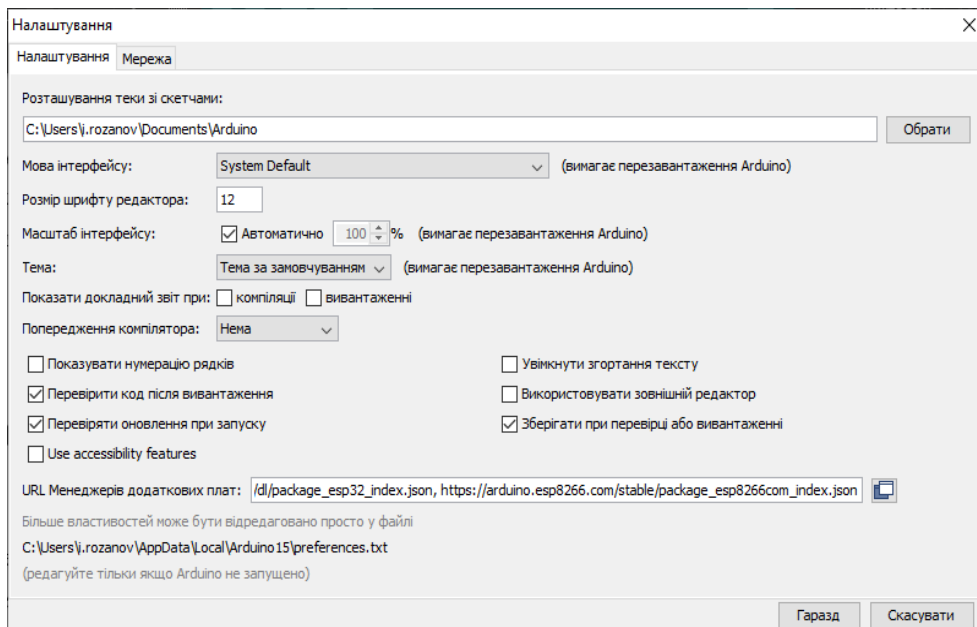 Налаштування
Налаштування Мережа
Розташування теки зі скетчами:
C:\Users\i.rozanov\Documents\Arduino Обрати
Мова інтерфейсу: System Default (вимагає перезавантаження Arduino)
Розмір шрифту редактора: 12
Масштаб інтерфейсу: Автоматично 100 % (вимагає перезавантаження Arduino)
Тема: Тема за замовчуванням (вимагає перезавантаження Arduino)
Показати докладний звіт при: компіляції вивантаженні
Попередження компілятора: Нема
Показувати нумерацію рядків Увімкнути згортання тексту
Перевірити код після вивантаження Використовувати зовнішній редактор
Перевіряти оновлення при запуску Зберігати при перевірці або вивантаженні
Use accessibility features
URL Менеджерів додаткових плат: /dl/package_esp32_index.json, https://arduino.esp8266.com/stable/package_esp8266com_index.json
Більше властивостей може бути відредаговано просто у файлі
C:\Users\i.rozanov\AppData\Local\Arduino15\preferences.txt
(редагуйте тільки якщо Arduino не запущено)
Гаразд Скасувати